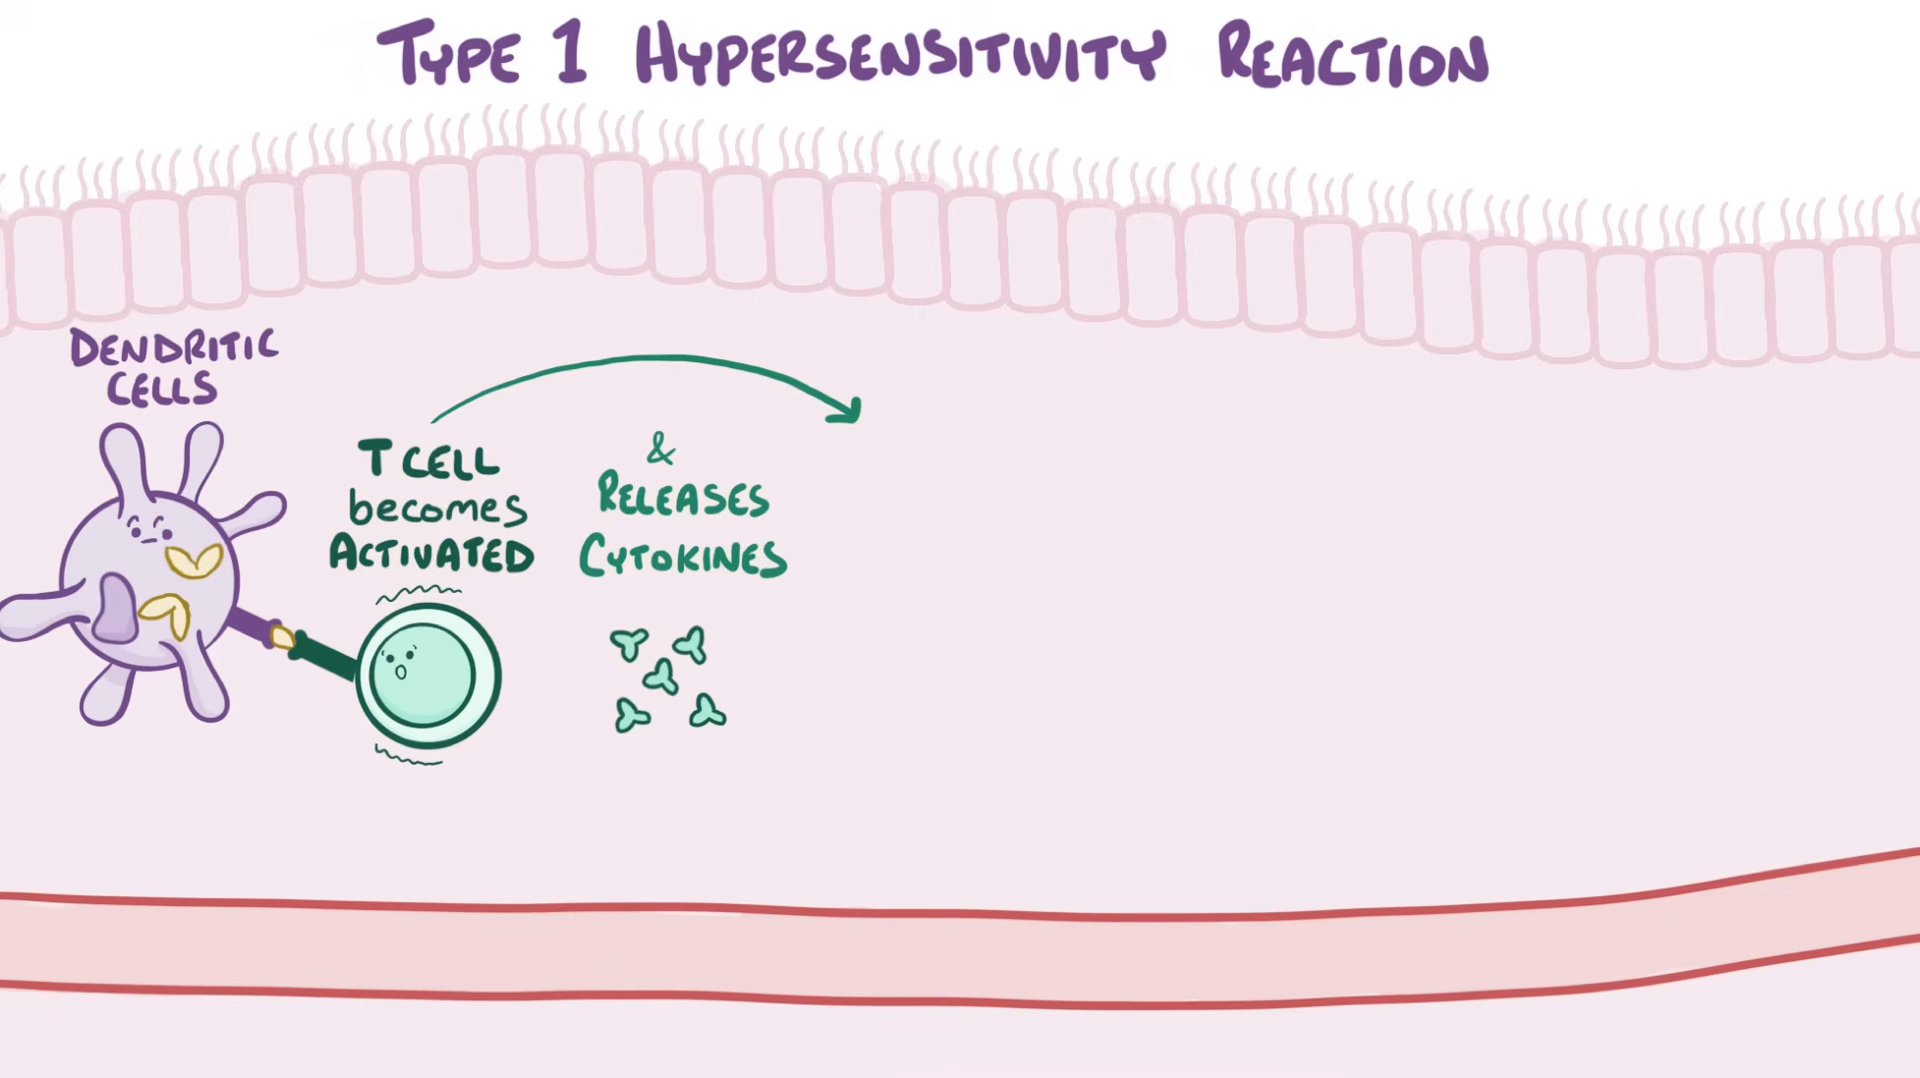 TYPE 1 HYPERSENSITIVITY REACTION
DENDRITIC
CELLS
T CELL
becomes
ACTIVATED
&
RELEASES
CYTOKINES